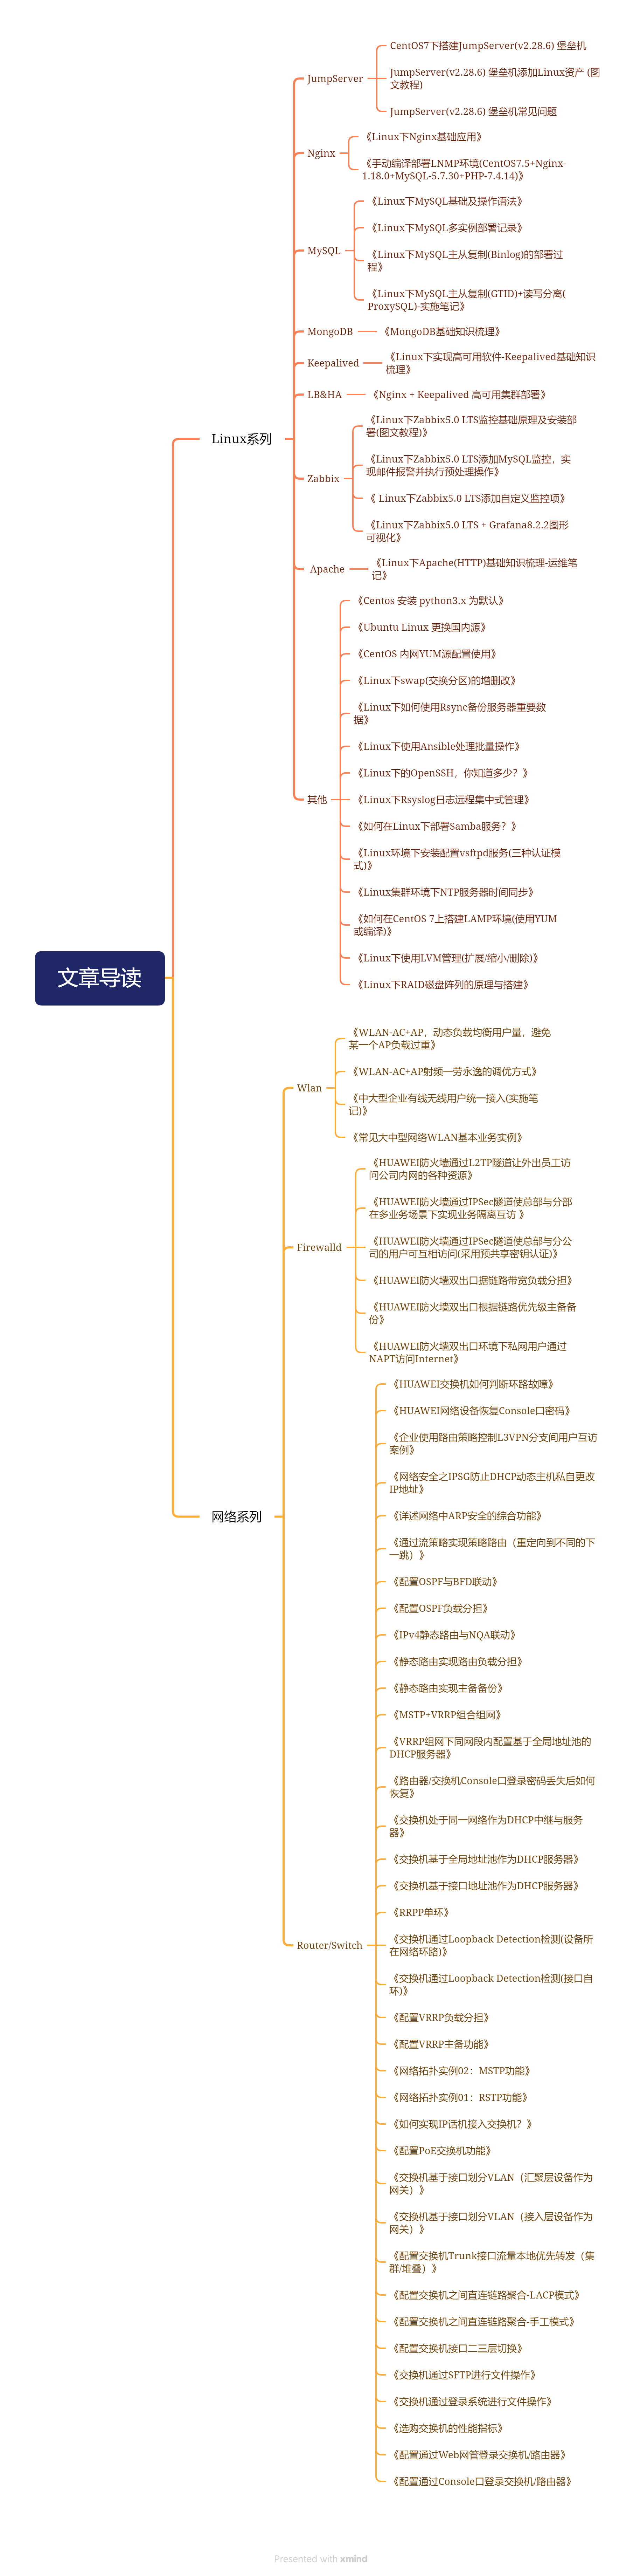 文章导读
Linux系列
JumpServer
CentOS7下搭建JumpServer(v2.28.6) 堡垒机
JumpServer(v2.28.6) 堡垒机添加Linux资产 (图
文教程)
JumpServer(v2.28.6) 堡垒机常见问题
Nginx
《Linux下Nginx基础应用》
《手动编译部署LNMP环境(CentOS7.5+Nginx-
1.18.0+MySQL-5.7.30+PHP-7.4.14)》
MySQL
《Linux下MySQL基础及操作语法》
《Linux下MySQL多实例部署记录》
《Linux下MySQL主从复制(Binlog)的部署过
程》
《Linux下MySQL主从复制(GTID)+读写分离(
ProxySQL)-实施笔记》
MongoDB
《MongoDB基础知识梳理》
Keepalived
《Linux下实现高可用软件-Keepalived基础知识
梳理》
LB&HA
《Nginx + Keepalived 高可用集群部署》
Zabbix
《Linux下Zabbix5.0 LTS监控基础原理及安装部
署(图文教程)》
《Linux下Zabbix5.0 LTS添加MySQL监控，实
现邮件报警并执行预处理操作》
《 Linux下Zabbix5.0 LTS添加自定义监控项》
《Linux下Zabbix5.0 LTS + Grafana8.2.2图形
可视化》
Apache
《Linux下Apache(HTTP)基础知识梳理-运维笔
记》
其他
《Centos 安装 python3.x 为默认》
《Ubuntu Linux 更换国内源》
《CentOS 内网YUM源配置使用》
《Linux下swap(交换分区)的增删改》
《Linux下如何使用Rsync备份服务器重要数
据》
《Linux下使用Ansible处理批量操作》
《Linux下的OpenSSH，你知道多少？》
《Linux下Rsyslog日志远程集中式管理》
《如何在Linux下部署Samba服务？》
《Linux环境下安装配置vsftpd服务(三种认证模
式)》
《Linux集群环境下NTP服务器时间同步》
《如何在CentOS 7上搭建LAMP环境(使用YUM
或编译)》
《Linux下使用LVM管理(扩展/缩小/删除)》
《Linux下RAID磁盘阵列的原理与搭建》
网络系列
Wlan
《WLAN-AC+AP，动态负载均衡用户量，避免
某一个AP负载过重》
《WLAN-AC+AP射频一劳永逸的调优方式》
《中大型企业有线无线用户统一接入(实施笔
记)》
《常见大中型网络WLAN基本业务实例》
Firewalld
《HUAWEI防火墙通过L2TP隧道让外出员工访
问公司内网的各种资源》
《HUAWEI防火墙通过IPSec隧道使总部与分部
在多业务场景下实现业务隔离互访 》
《HUAWEI防火墙通过IPSec隧道使总部与分公
司的用户可互相访问(采用预共享密钥认证)》
《HUAWEI防火墙双出口据链路带宽负载分担》
《HUAWEI防火墙双出口根据链路优先级主备备
份》
《HUAWEI防火墙双出口环境下私网用户通过
NAPT访问Internet》
Router/Switch
《HUAWEI交换机如何判断环路故障》
《HUAWEI网络设备恢复Console口密码》
《企业使用路由策略控制L3VPN分支间用户互访
案例》
《网络安全之IPSG防止DHCP动态主机私自更改
IP地址》
《详述网络中ARP安全的综合功能》
《通过流策略实现策略路由（重定向到不同的下
一跳）》
《配置OSPF与BFD联动》
《配置OSPF负载分担》
《IPv4静态路由与NQA联动》
《静态路由实现路由负载分担》
《静态路由实现主备备份》
《MSTP+VRRP组合组网》
《VRRP组网下同网段内配置基于全局地址池的
DHCP服务器》
《路由器/交换机Console口登录密码丢失后如何
恢复》
《交换机处于同一网络作为DHCP中继与服务
器》
《交换机基于全局地址池作为DHCP服务器》
《交换机基于接口地址池作为DHCP服务器》
《RRPP单环》
《交换机通过Loopback Detection检测(设备所
在网络环路)》
《交换机通过Loopback Detection检测(接口自
环)》
《配置VRRP负载分担》
《配置VRRP主备功能》
《网络拓扑实例02：MSTP功能》
《网络拓扑实例01：RSTP功能》
《如何实现IP话机接入交换机？》
《配置PoE交换机功能》
《交换机基于接口划分VLAN（汇聚层设备作为
网关）》
《交换机基于接口划分VLAN（接入层设备作为
网关）》
《配置交换机Trunk接口流量本地优先转发（集
群/堆叠）》
《配置交换机之间直连链路聚合-LACP模式》
《配置交换机之间直连链路聚合-手工模式》
《配置交换机接口二三层切换》
《交换机通过SFTP进行文件操作》
《交换机通过登录系统进行文件操作》
《选购交换机的性能指标》
《配置通过Web网管登录交换机/路由器》
《配置通过Console口登录交换机/路由器》
Presented with xmind